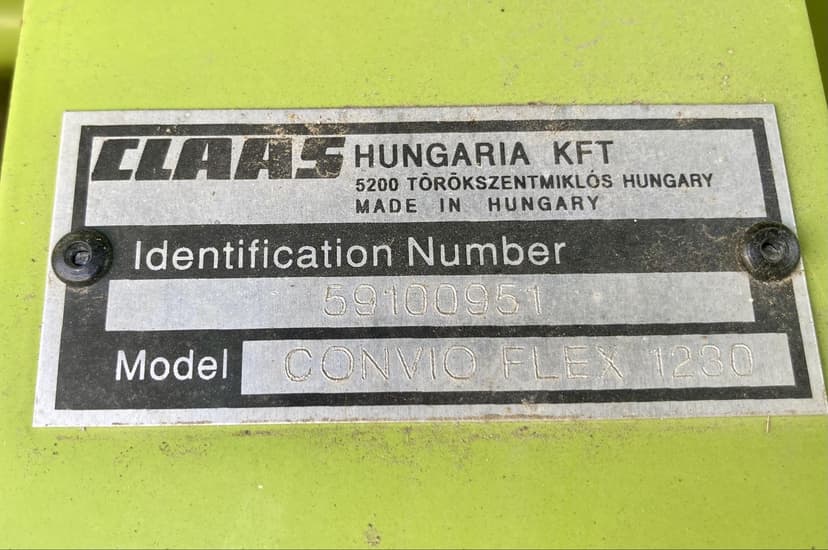 CLAAS HUNGARIA KFT
5200 TÖRÖKSZENTMIKLÓS HUNGARY
MADE IN HUNGARY
Identification Number
59100951
Model CONVIO FLEX 1230